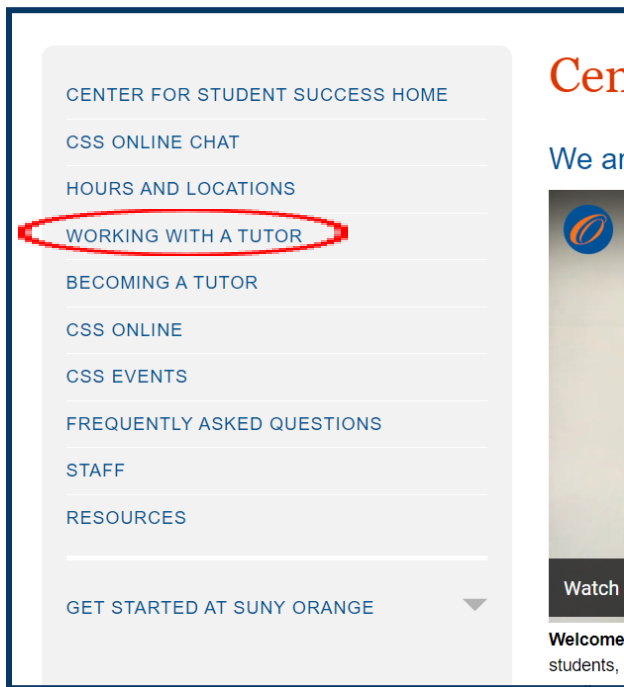 CENTER FOR STUDENT SUCCESS HOME
CSS ONLINE CHAT
HOURS AND LOCATIONS
WORKING WITH A TUTOR
BECOMING A TUTOR
CSS ONLINE
CSS EVENTS
FREQUENTLY ASKED QUESTIONS
STAFF
RESOURCES
GET STARTED AT SUNY ORANGE
Cen
We ar
Watch
Welcome
students,